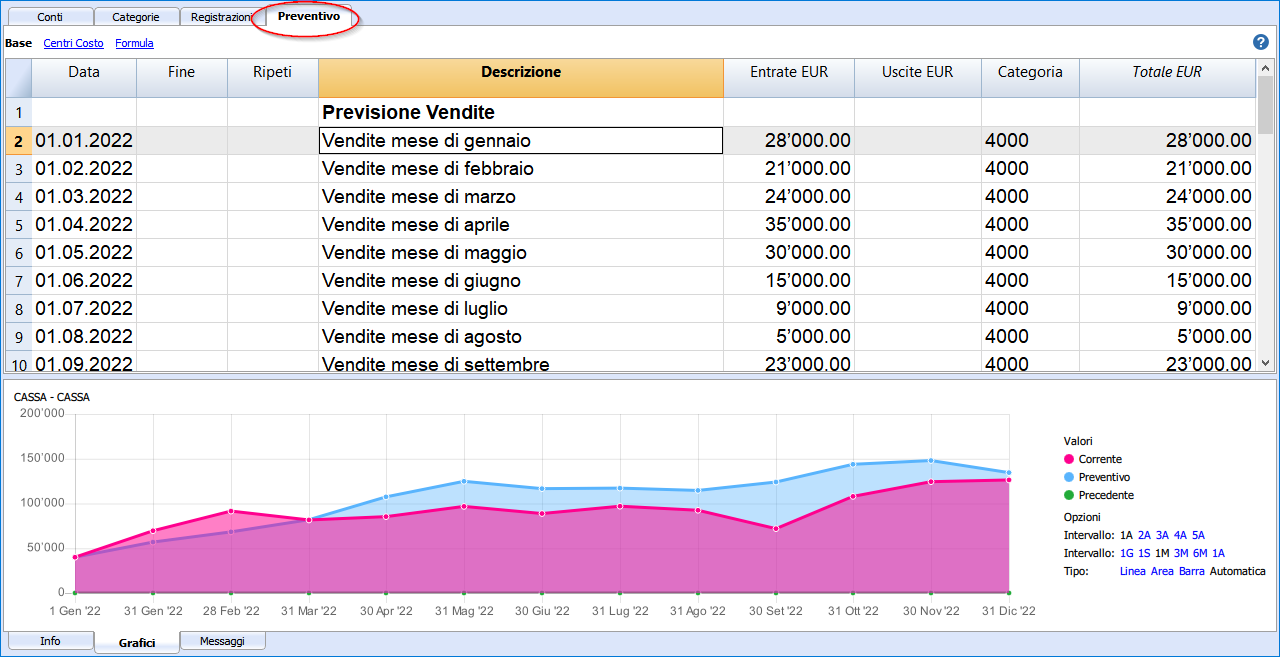 Conti Categorie Registrazioni Preventivo
Base Centri Costo Formula ?
Data Fine Ripeti Descrizione Entrate EUR Uscite EUR Categoria Totale EUR
1 Previsione Vendite
2 01.01.2022 Vendite mese di gennaio 28’000.00 4000 28’000.00
3 01.02.2022 Vendite mese di febbraio 21’000.00 4000 21’000.00
4 01.03.2022 Vendite mese di marzo 24’000.00 4000 24’000.00
5 01.04.2022 Vendite mese di aprile 35’000.00 4000 35’000.00
6 01.05.2022 Vendite mese di maggio 30’000.00 4000 30’000.00
7 01.06.2022 Vendite mese di giugno 15’000.00 4000 15’000.00
8 01.07.2022 Vendite mese di luglio 9’000.00 4000 9’000.00
9 01.08.2022 Vendite mese di agosto 5’000.00 4000 5’000.00
10 01.09.2022 Vendite mese di settembre 23’000.00 4000 23’000.00
CASSA - CASSA
200’000
150’000
100’000
50’000
0
1 Gen '22 31 Gen '22 28 Feb '22 31 Mar '22 30 Apr '22 31 Mag '22 30 Giu '22 31 Lug '22 31 Ago '22 30 Set '22 31 Ott '22 30 Nov '22 31 Dic '22
Valori
Corrente
Preventivo
Precedente
Opzioni
Intervallo: 1A 2A 3A 4A 5A
Intervallo: 1G 1S 1M 3M 6M 1A
Tipo: Linea Area Barra Automatica
Info Grafici Messaggi